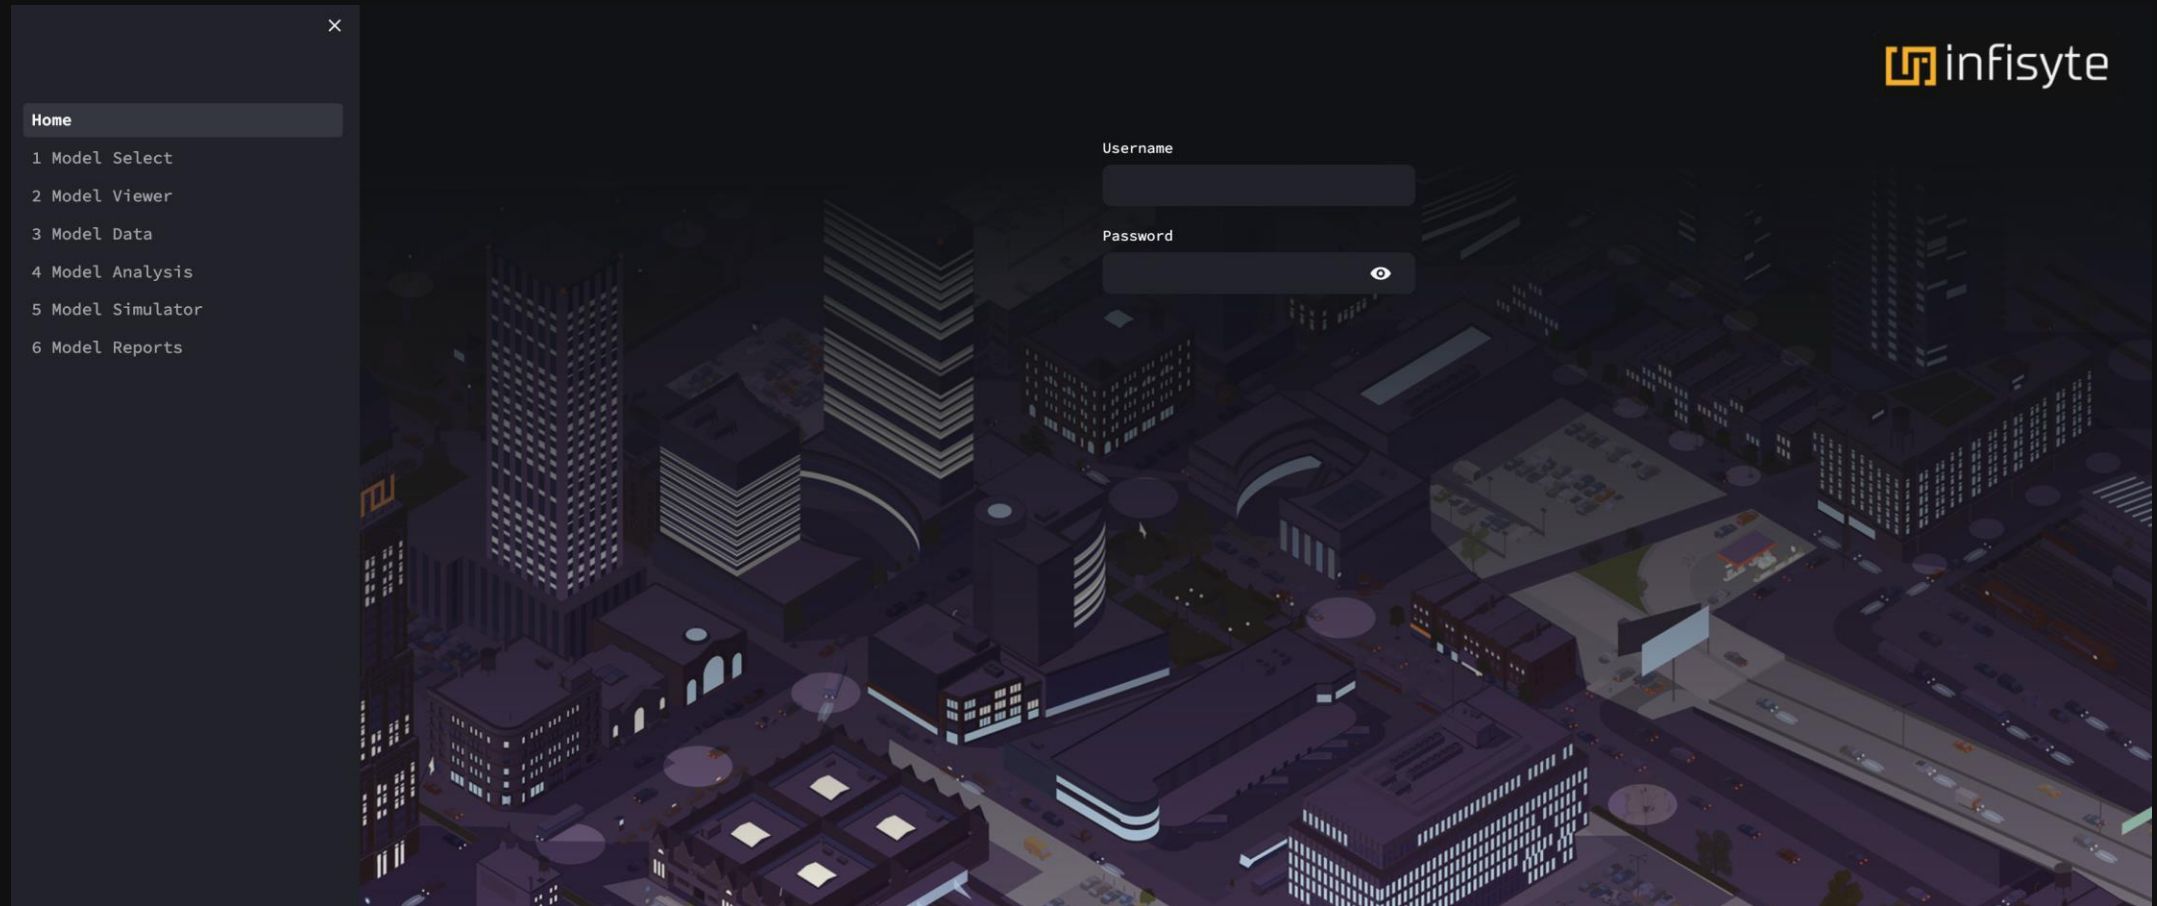 infisyte
Home
1 Model Select
2 Model Viewer
3 Model Data
4 Model Analysis
5 Model Simulator
6 Model Reports
Username
Password